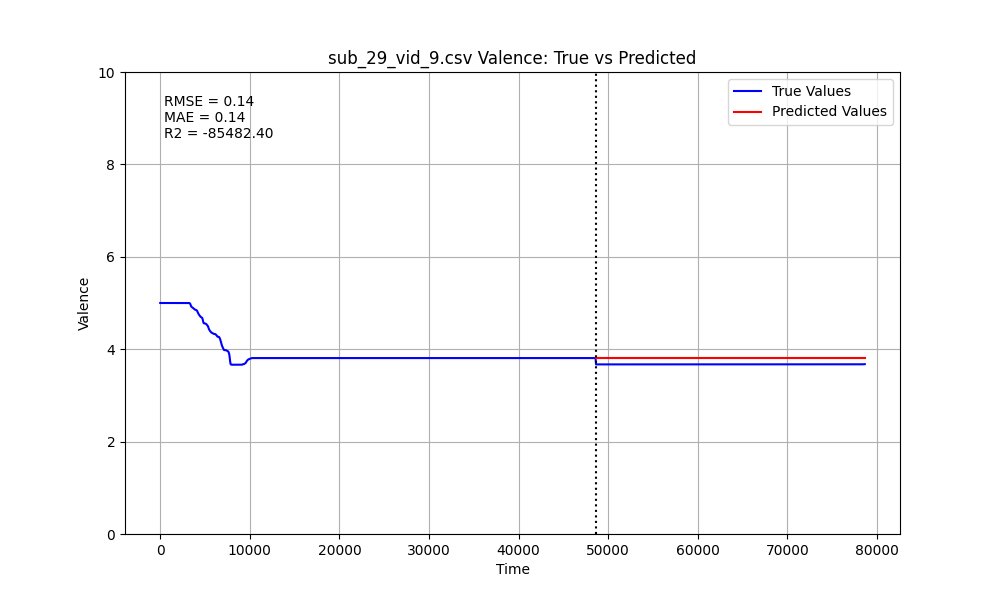 sub_29_vid_9.csv Valence: True vs Predicted
10
8
6
4
2
0
Valence
RMSE = 0.14
MAE = 0.14
R2 = -85482.40
True Values
Predicted Values
0 10000 20000 30000 40000 50000 60000 70000 80000
Time